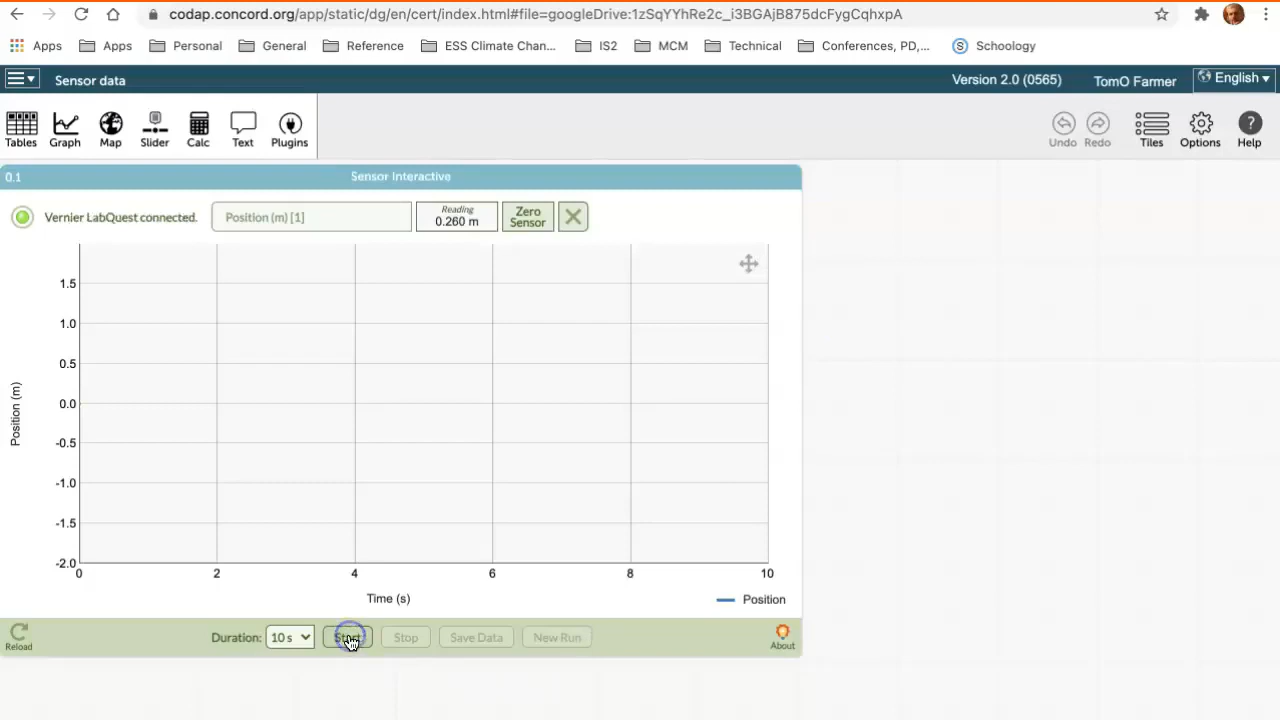 codap.concord.org/app/static/dg/en/cert/index.html#file=googleDrive:1zSqYYhRe2c_i3BGAjB875dcFygCqhxpA
Apps Apps Personal General Reference ESS Climate Chan... IS2 MCM Technical Conferences, PD,... S Schoology
Sensor data Version 2.0 (0565) TomO Farmer English
Tables Graph Map Slider Calc Text Plugins Undo Redo Tiles Options ? Help
0.1 Sensor Interactive
Vernier LabQuest connected. Position (m) [1] Reading 0.260 m Zero Sensor
1.5
1.0
0.5
0.0
-0.5
-1.0
-1.5
-2.0
Position (m)
0 2 4 6 8 10
Time (s)
Position
Reload Duration: 10 s Start Stop Save Data New Run About